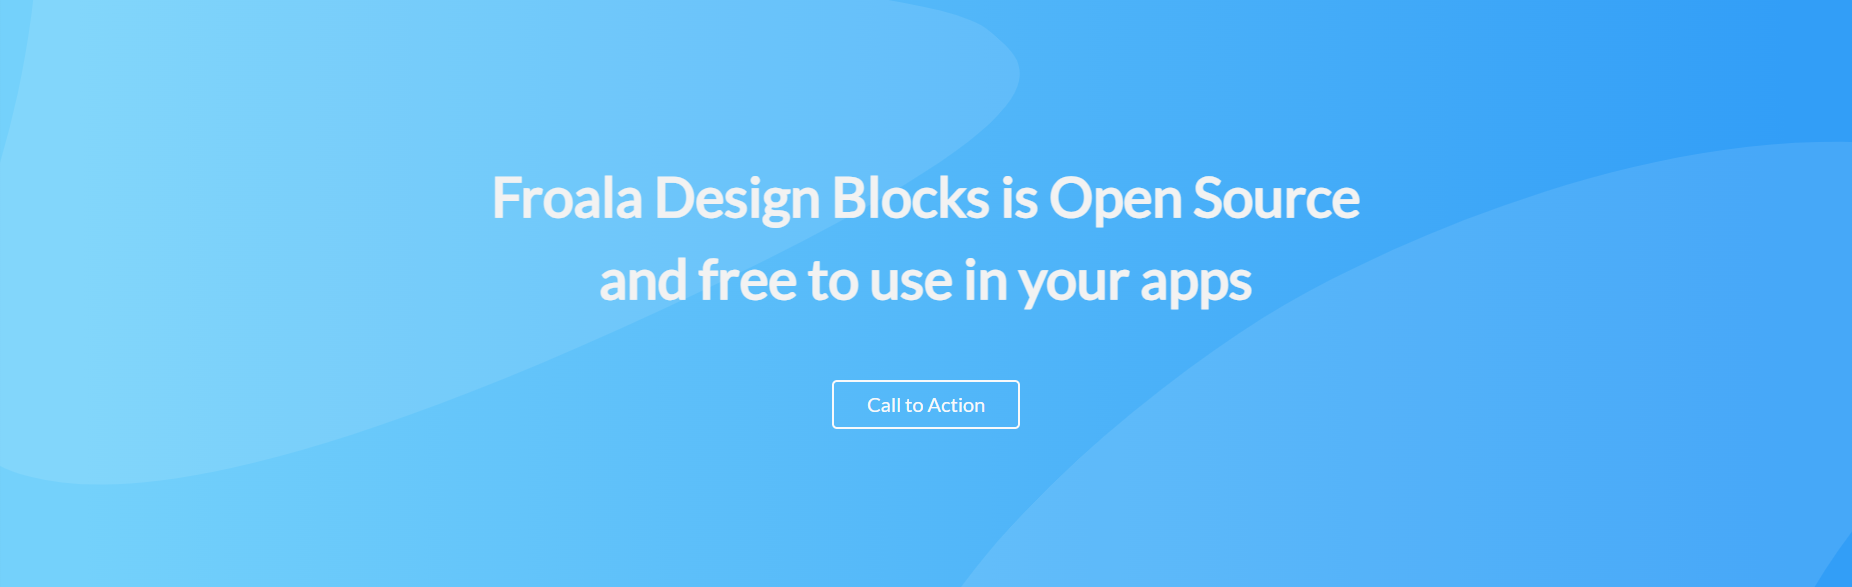 Froala Design Blocks is Open Source
and free to use in your apps
Call to Action